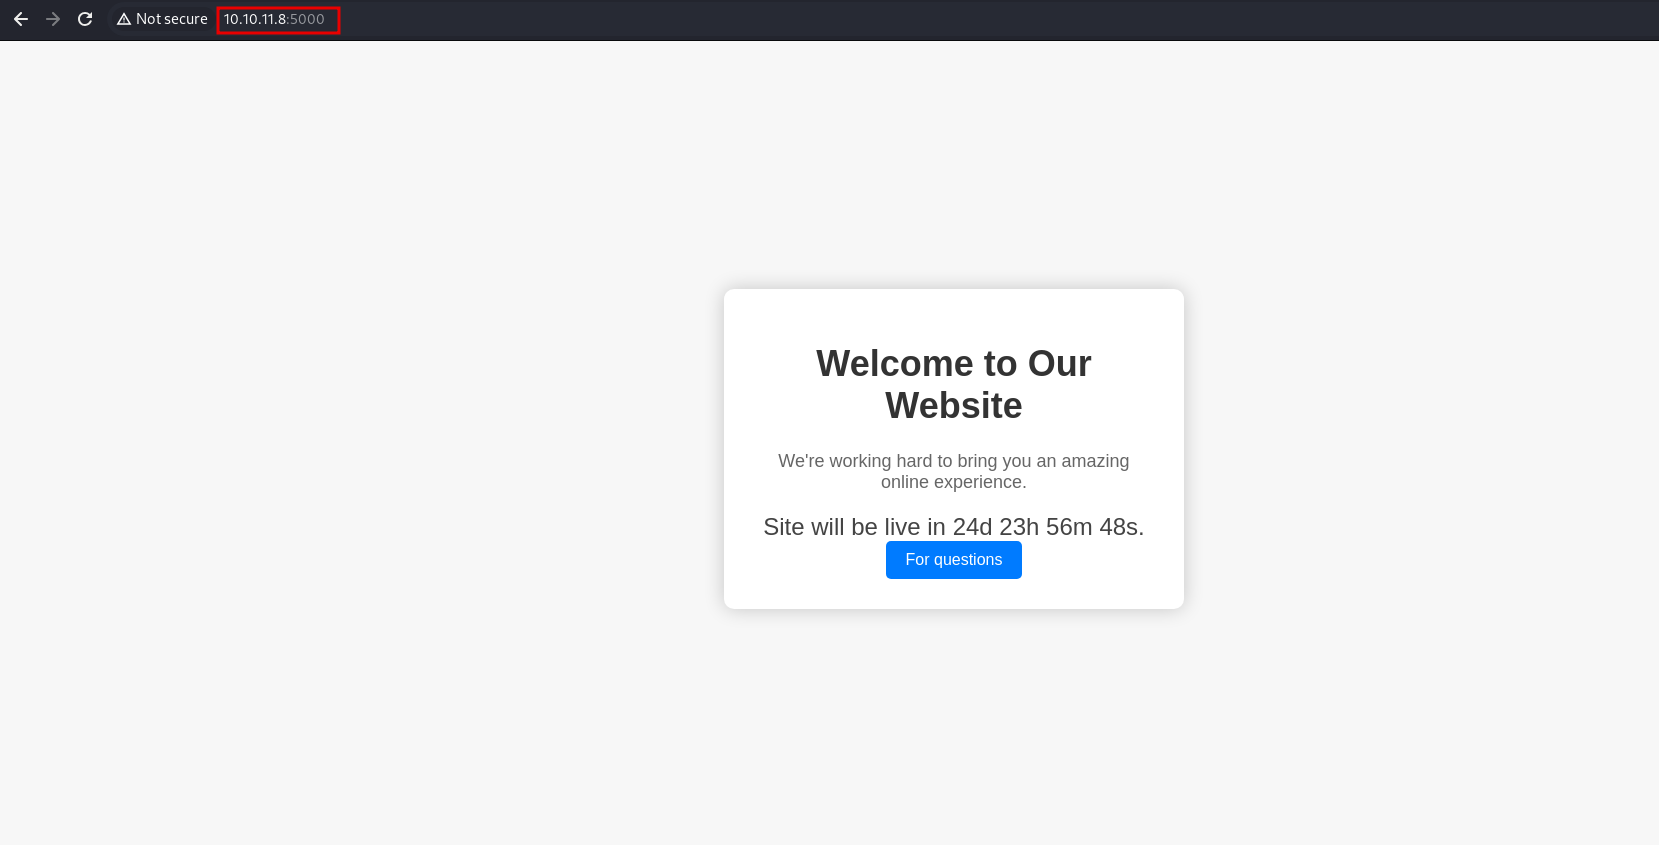 Not secure 10.10.11.8:5000
Welcome to Our
Website
We're working hard to bring you an amazing
online experience.
Site will be live in 24d 23h 56m 48s.
For questions